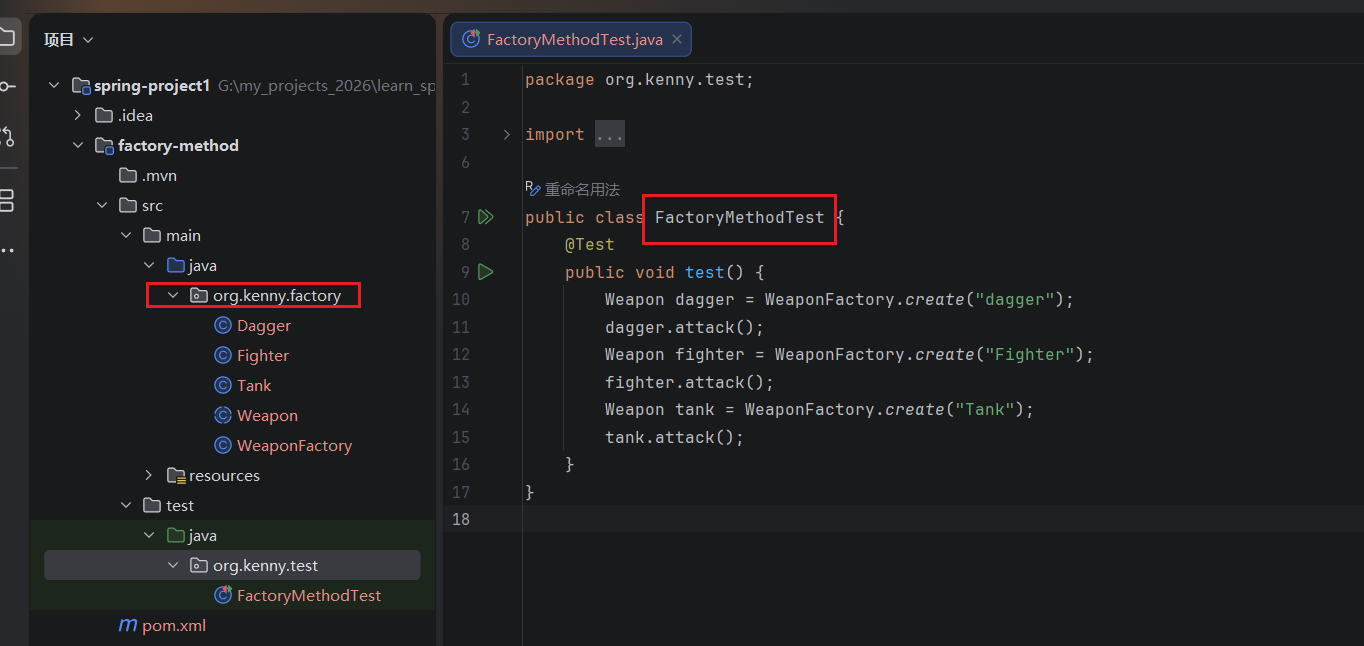 项目
spring-project1 G:\my_projects_2026\learn_sp
.idea
factory-method
.mvn
src
main
java
org.kenny.factory
Dagger
Fighter
Tank
Weapon
WeaponFactory
resources
test
java
org.kenny.test
FactoryMethodTest
pom.xml
FactoryMethodTest.java
1 package org.kenny.test;
2
3 import ...
6
重命名用法
7 public class FactoryMethodTest {
8 @Test
9 public void test() {
10 Weapon dagger = WeaponFactory.create("dagger");
11 dagger.attack();
12 Weapon fighter = WeaponFactory.create("Fighter");
13 fighter.attack();
14 Weapon tank = WeaponFactory.create("Tank");
15 tank.attack();
16 }
17 }
18